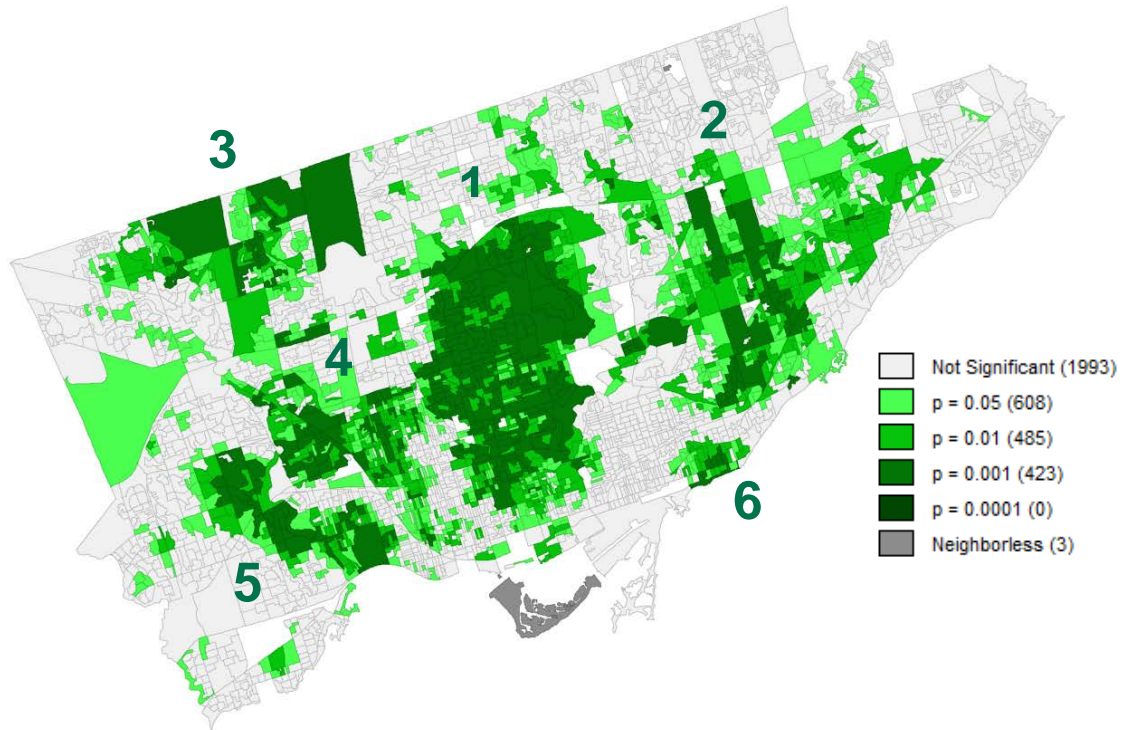 2
3
1
4
Not Significant (1993)
p = 0.05 (608)
p = 0.01 (485)
p = 0.001 (423)
p = 0.0001 (0)
Neighborless (3)
6
5